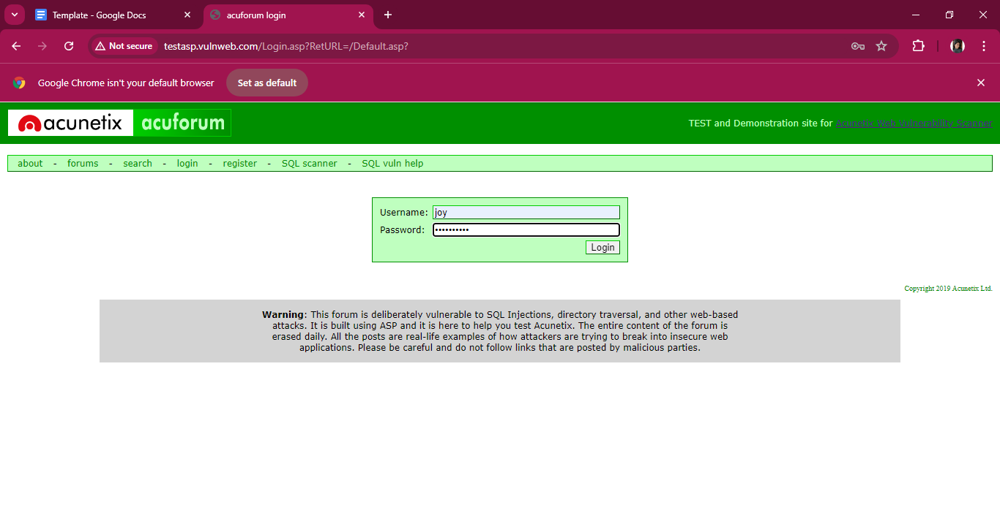 Template - Google Docs
acuforum login
Not secure
testasp.vulnweb.com/Login.asp?RetURL=/Default.asp?
Google Chrome isn't your default browser
Set as default
acunetix acuforum
TEST and Demonstration site for Acunetix Web Vulnerability Scanner
about - forums - search - login - register - SQL scanner - SQL vuln help
Username: joy
Password: ••••••••••
Login
Copyright 2019 Acunetix Ltd.
Warning: This forum is deliberately vulnerable to SQL Injections, directory traversal, and other web-based
attacks. It is built using ASP and it is here to help you test Acunetix. The entire content of the forum is
erased daily. All the posts are real-life examples of how attackers are trying to break into insecure web
applications. Please be careful and do not follow links that are posted by malicious parties.